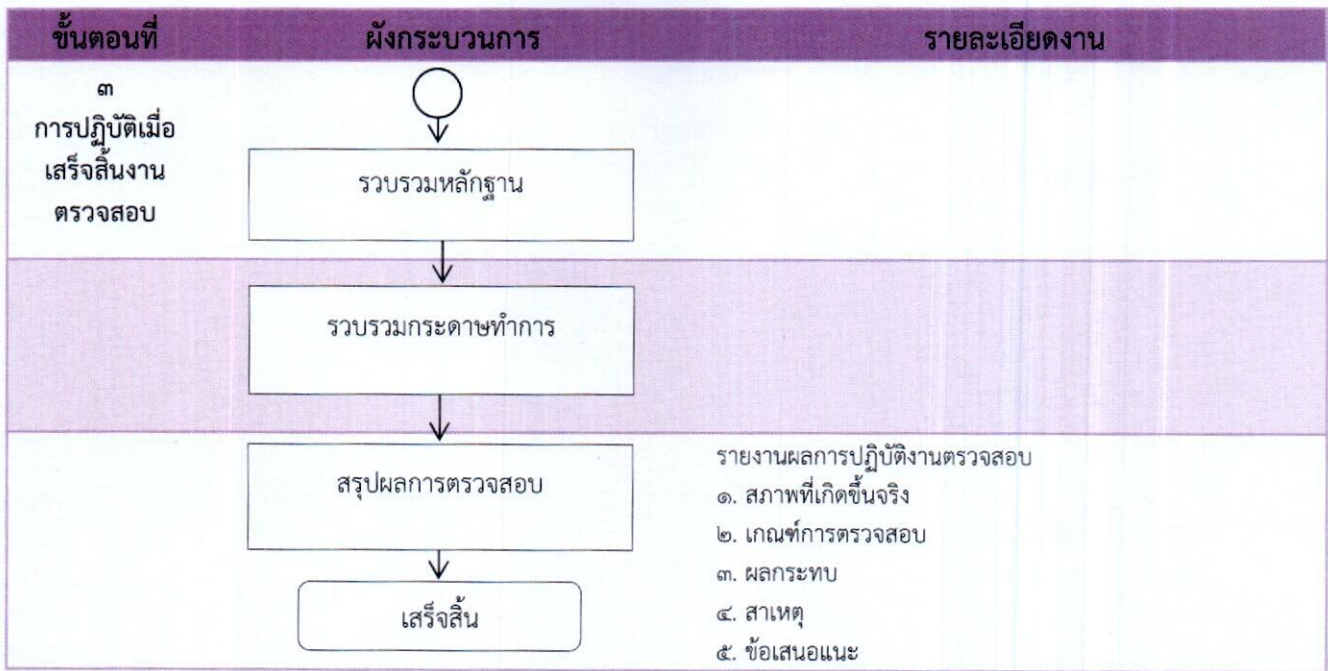 ขั้นตอนที่ ผังกระบวนการ รายละเอียดงาน
๓
การปฏิบัติเมื่อ
เสร็จสิ้นงาน
ตรวจสอบ
รวบรวมหลักฐาน
รวบรวมกระดาษทำการ
สรุปผลการตรวจสอบ
เสร็จสิ้น
รายงานผลการปฏิบัติงานตรวจสอบ
๑. สภาพที่เกิดขึ้นจริง
๒. เกณฑ์การตรวจสอบ
๓. ผลกระทบ
๔. สาเหตุ
๕. ข้อเสนอแนะ